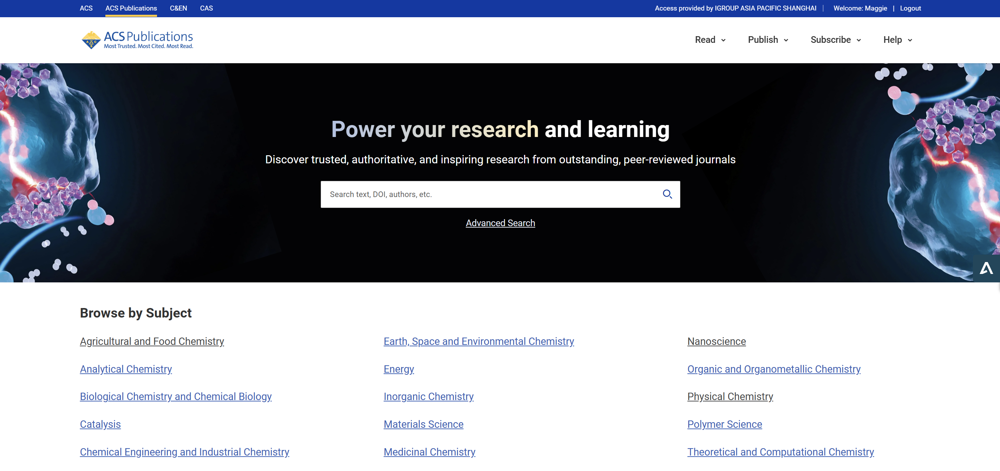 ACS ACS Publications C&EN CAS Access provided by IGROUP ASIA PACIFIC SHANGHAI | Welcome: Maggie | Logout
ACS Publications
Most Trusted. Most Cited. Most Read.
Read Publish Subscribe Help
Power your research and learning
Discover trusted, authoritative, and inspiring research from outstanding, peer-reviewed journals
Search text, DOI, authors, etc.
Advanced Search
Browse by Subject
Agricultural and Food Chemistry
Analytical Chemistry
Biological Chemistry and Chemical Biology
Catalysis
Chemical Engineering and Industrial Chemistry
Earth, Space and Environmental Chemistry
Energy
Inorganic Chemistry
Materials Science
Medicinal Chemistry
Nanoscience
Organic and Organometallic Chemistry
Physical Chemistry
Polymer Science
Theoretical and Computational Chemistry